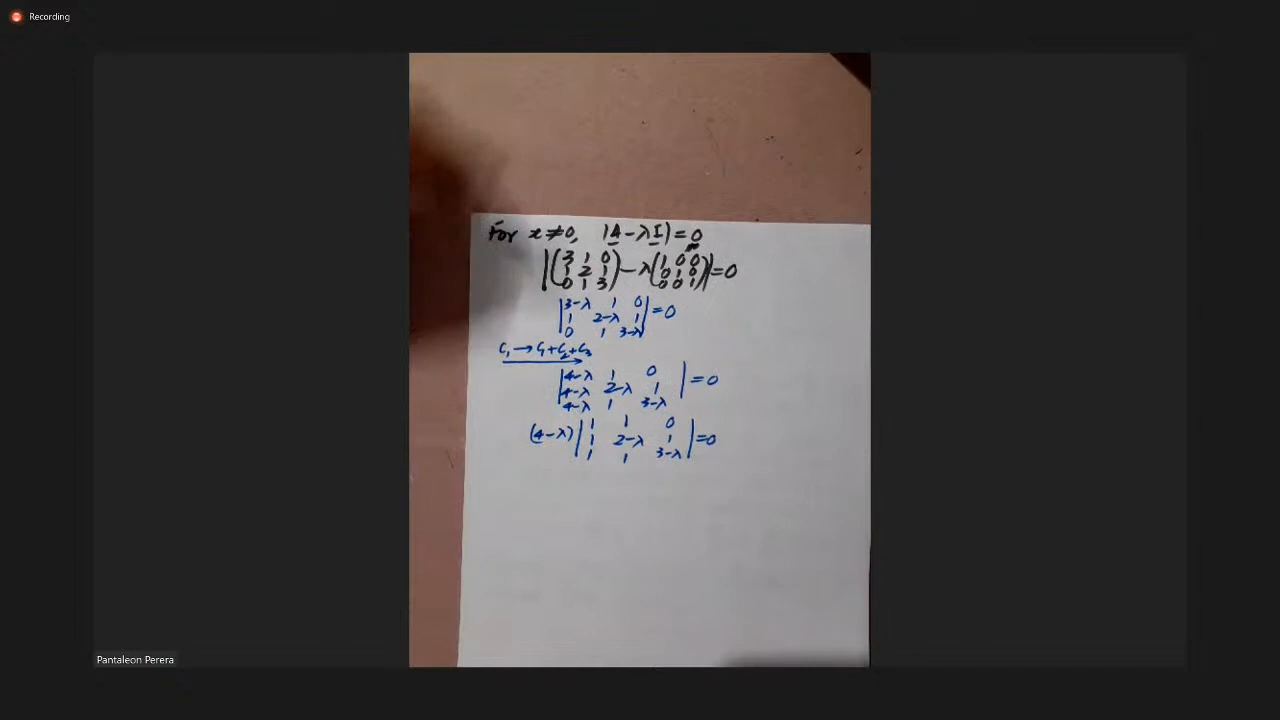 Recording
For x≠0, |A-λI|=0
|(3 1 0
1 2 1
0 1 3) - λ(1 0 0
0 1 0
0 0 1)|=0
|3-λ 1 0
1 2-λ 1
0 1 3-λ|=0
C₁→C₁+C₂+C₃
|4-λ 1 0
4-λ 2-λ 1
4-λ 1 3-λ|=0
(4-λ)|1 1 0
1 2-λ 1
1 1 3-λ|=0
Pantaleon Perera